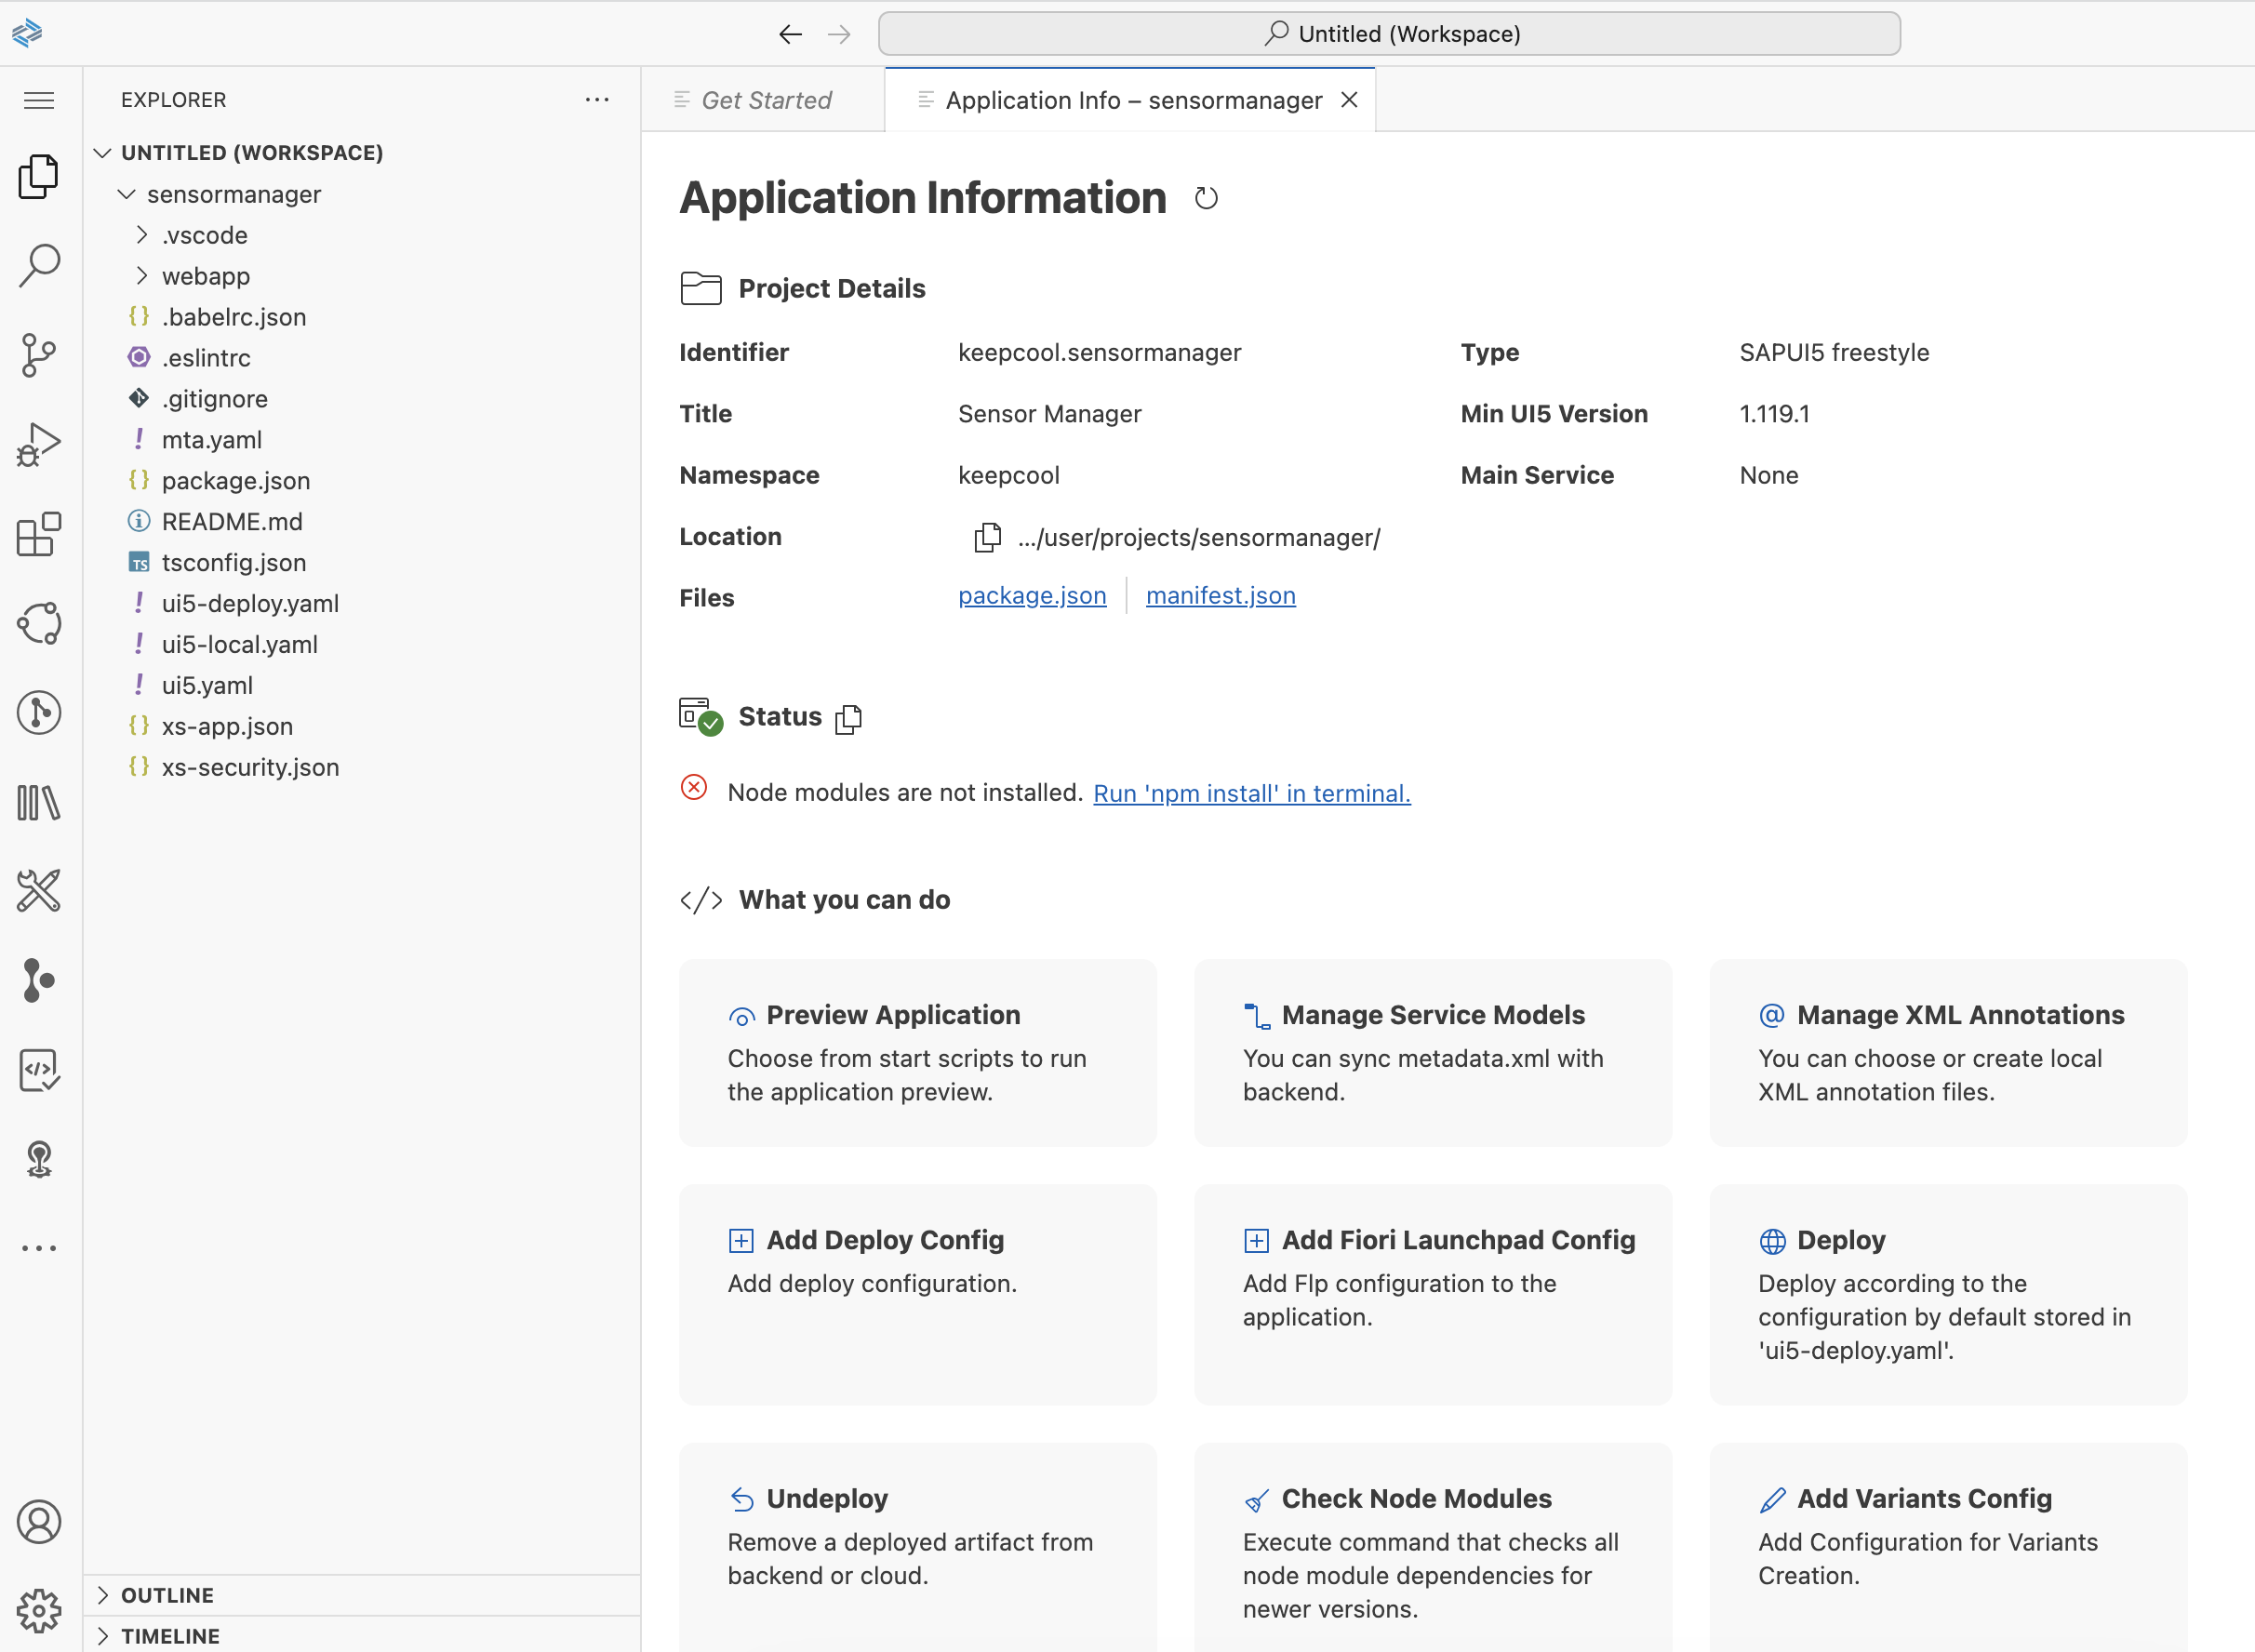 Untitled (Workspace)
EXPLORER
UNTITLED (WORKSPACE)
sensormanager
.vscode
webapp
.babelrc.json
.eslintrc
.gitignore
mta.yaml
package.json
README.md
tsconfig.json
ui5-deploy.yaml
ui5-local.yaml
ui5.yaml
xs-app.json
xs-security.json
OUTLINE
TIMELINE
Get Started
Application Info – sensormanager
Application Information
Project Details
Identifier keepcool.sensormanager Type SAPUI5 freestyle
Title Sensor Manager Min UI5 Version 1.119.1
Namespace keepcool Main Service None
Location .../user/projects/sensormanager/
Files package.json manifest.json
Status
Node modules are not installed. Run 'npm install' in terminal.
</> What you can do
Preview Application
Choose from start scripts to run
the application preview.
Manage Service Models
You can sync metadata.xml with
backend.
@ Manage XML Annotations
You can choose or create local
XML annotation files.
Add Deploy Config
Add deploy configuration.
Add Fiori Launchpad Config
Add Flp configuration to the
application.
Deploy
Deploy according to the
configuration by default stored in
'ui5-deploy.yaml'.
Undeploy
Remove a deployed artifact from
backend or cloud.
Check Node Modules
Execute command that checks all
node module dependencies for
newer versions.
Add Variants Config
Add Configuration for Variants
Creation.